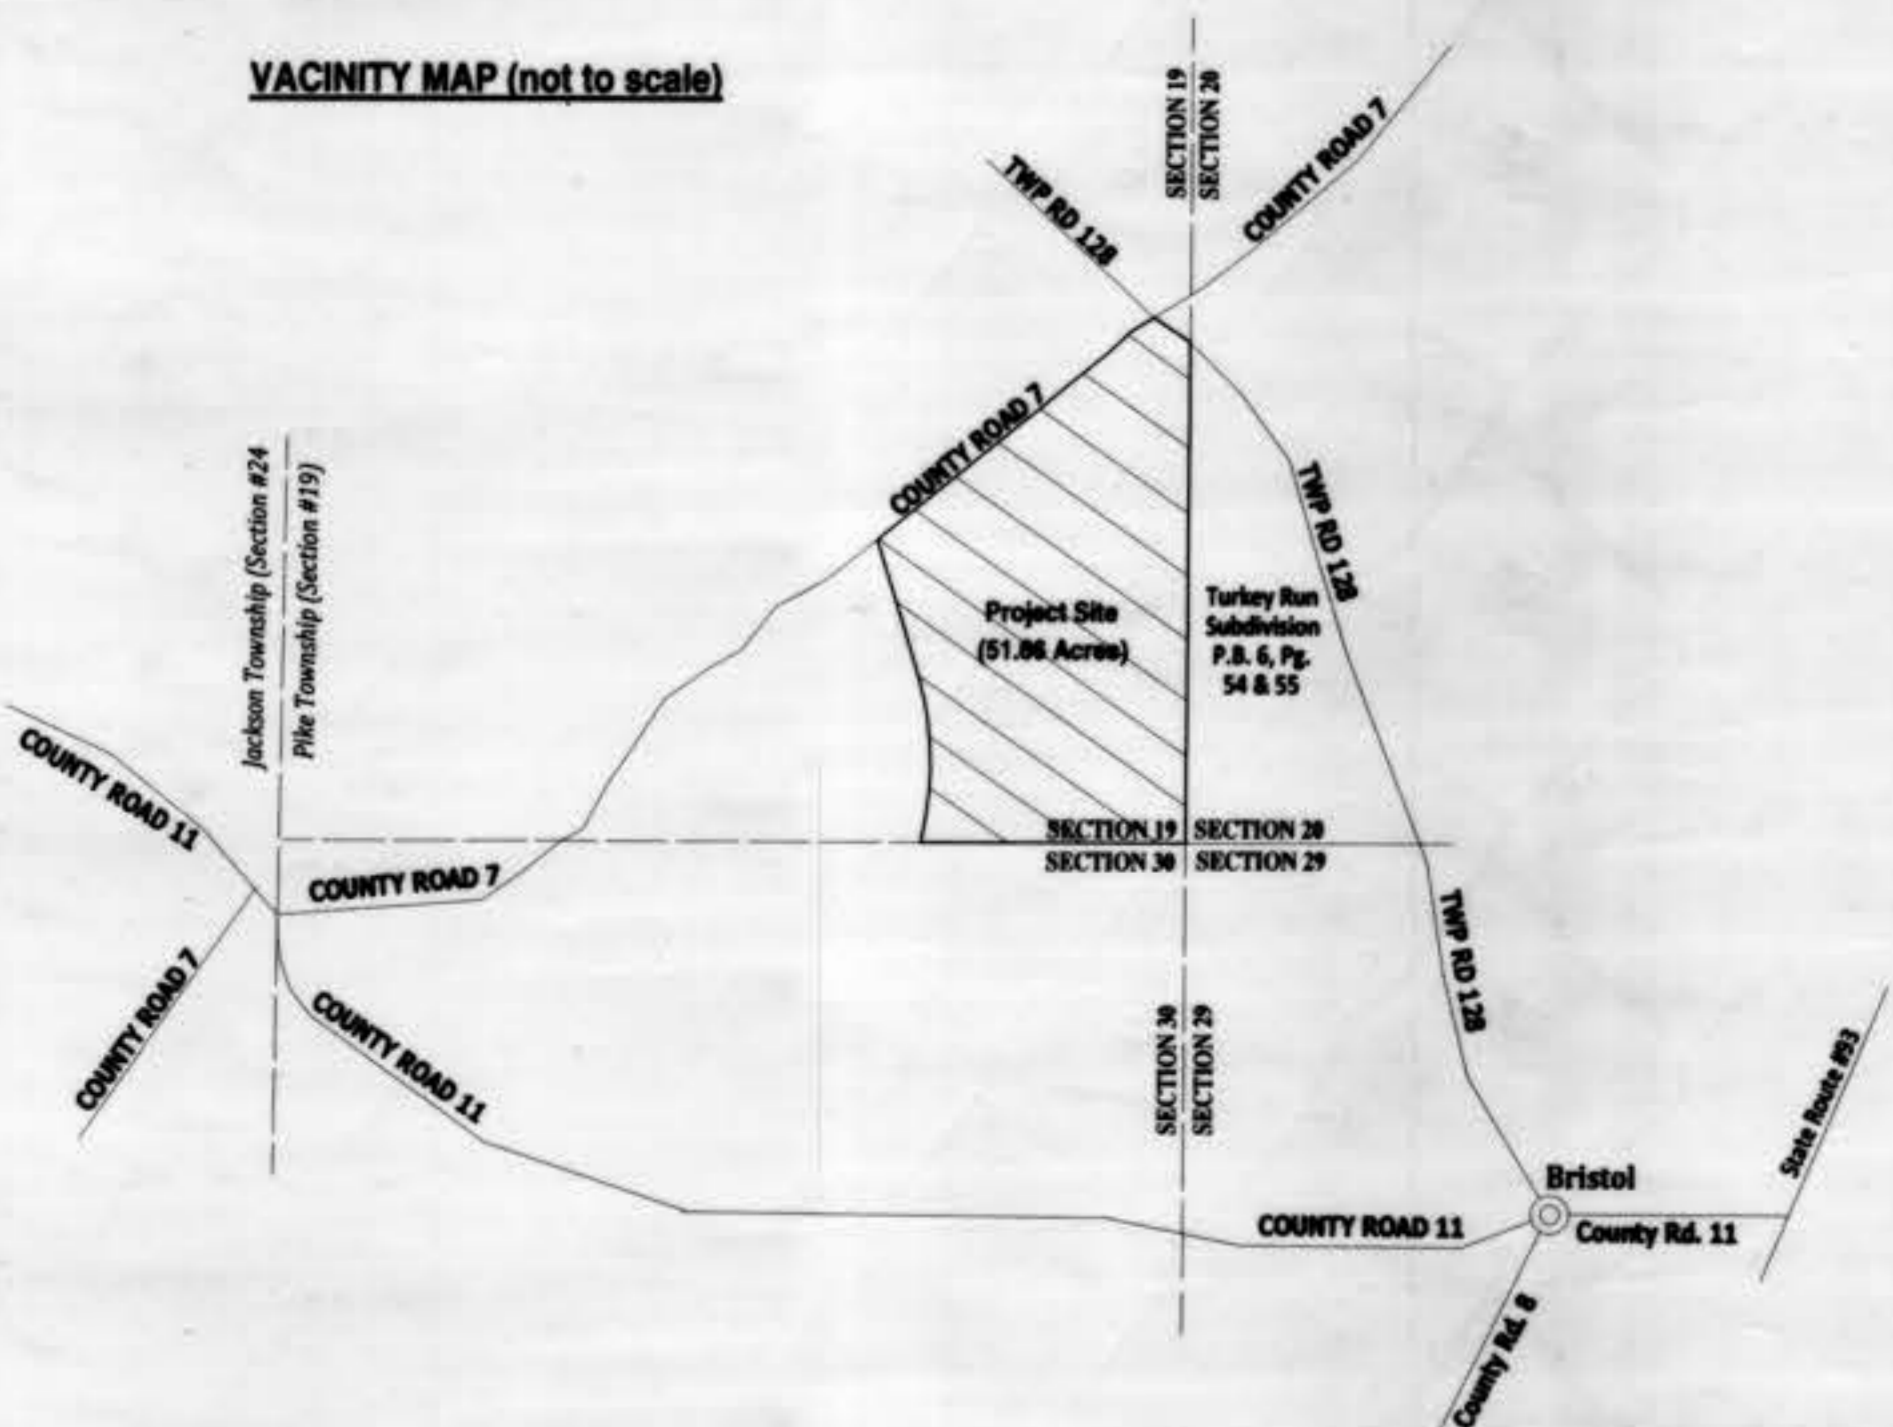 VACINITY MAP (not to scale)
SECTION 19
SECTION 20
COUNTY ROAD 7
TWP RD 128
COUNTY ROAD 7
Jackson Township (Section #24
Pike Township (Section #19)
TWP RD 128
Project Site
(51.86 Acres)
Turkey Run
Subdivision
P.B. 6, Pg.
54 & 55
COUNTY ROAD 11
SECTION 19
SECTION 20
SECTION 30
SECTION 29
COUNTY ROAD 7
TWP RD 128
COUNTY ROAD 7
COUNTY ROAD 11
SECTION 30
SECTION 29
State Route #93
Bristol
COUNTY ROAD 11
County Rd. 11
County Rd. 8